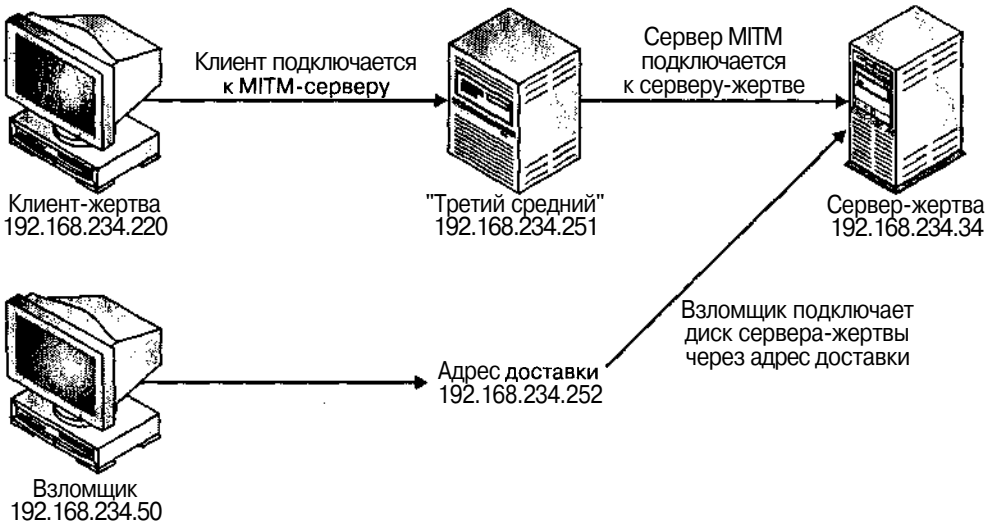 Клиент подключается
к MITM-серверу
Сервер MITM
подключается
к серверу-жертве
Клиент-жертва
192.168.234.220
"Третий средний"
192.168.234.251
Сервер-жертва
192.168.234.34
Взломщик подключает
диск сервера-жертвы
через адрес доставки
Адрес доставки
192.168.234.252
Взломщик
192.168.234.50